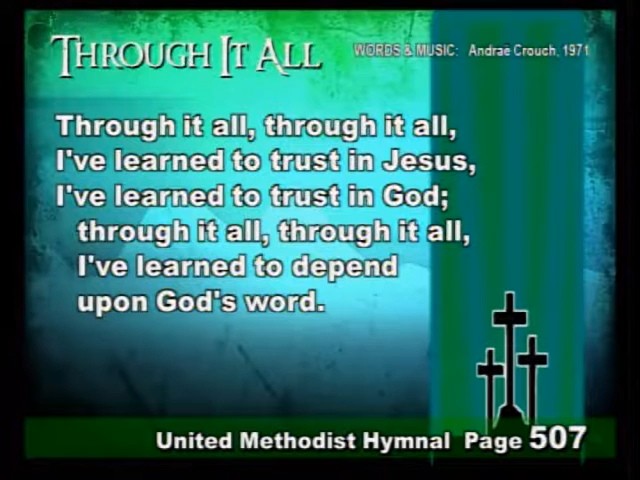 THROUGH IT ALL
WORDS & MUSIC: Andraé Crouch, 1971
Through it all, through it all,
I've learned to trust in Jesus,
I've learned to trust in God;
through it all, through it all,
I've learned to depend
upon God's word.
United Methodist Hymnal Page 507